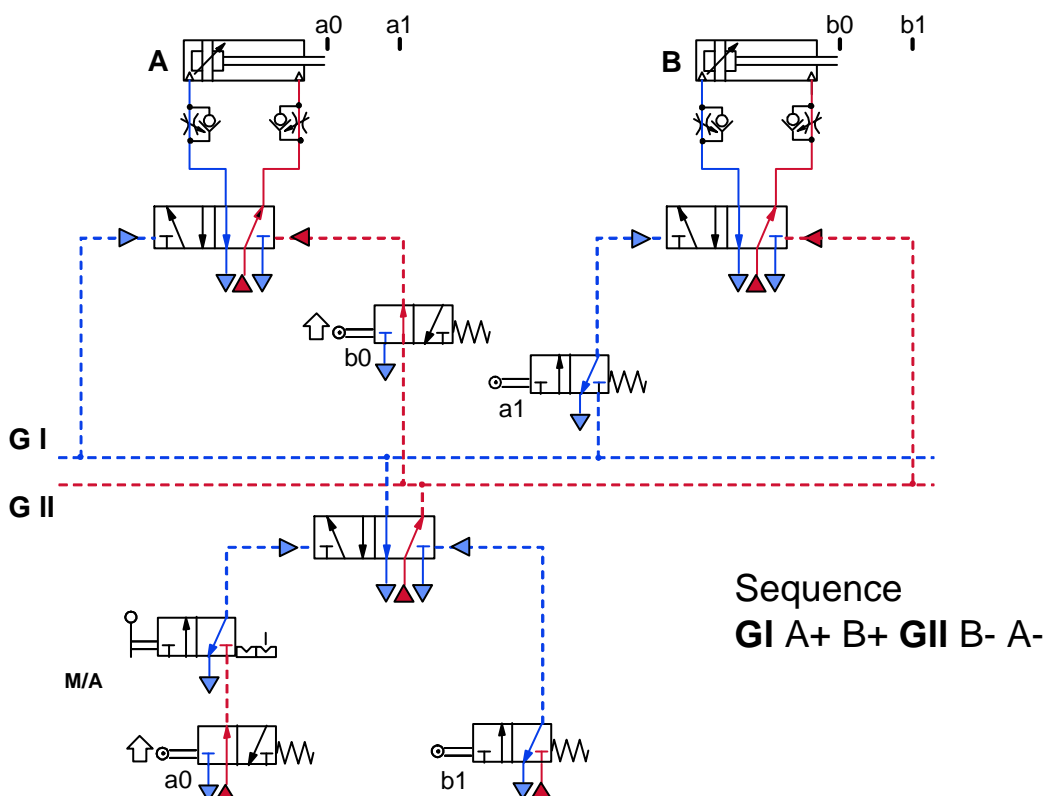 a0 a1
b0 b1
A
B
b0
a1
G I
G II
Sequence
GI A+ B+ GII B- A-
M/A
a0
b1